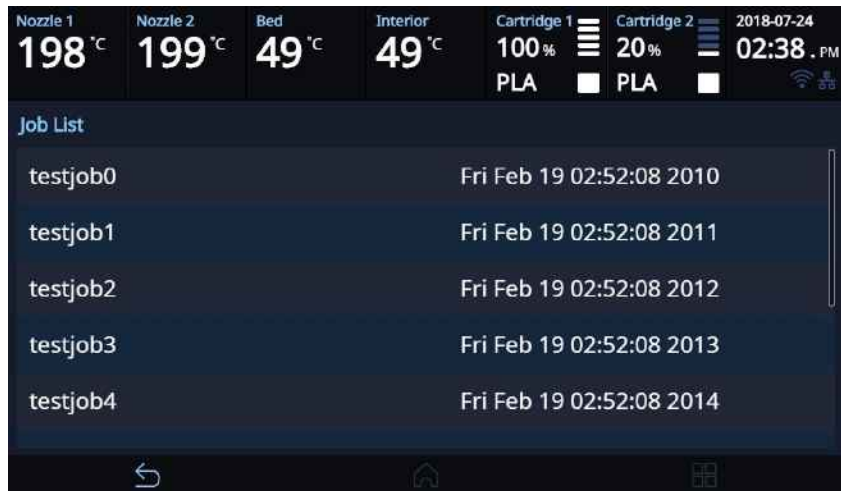 Nozzle 1 Nozzle 2 Bed Interior Cartridge 1 Cartridge 2 2018-07-24
198 °C 199 °C 49 °C 49 °C 100 % 20 % 02:38 . PM
PLA PLA
Job List
testjob0 Fri Feb 19 02:52:08 2010
testjob1 Fri Feb 19 02:52:08 2011
testjob2 Fri Feb 19 02:52:08 2012
testjob3 Fri Feb 19 02:52:08 2013
testjob4 Fri Feb 19 02:52:08 2014